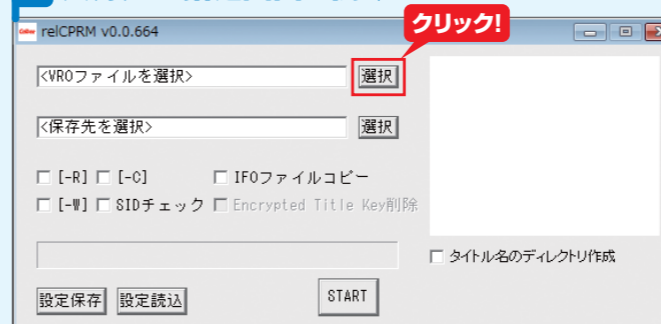 クリック!
relCPRM v0.0.664
<VROファイルを選択>
選択
<保存先を選択>
選択
[-R] [-C] IFOファイルコピー
[-W] SIDチェック Encrypted Title Key削除
タイトル名のディレクトリ作成
設定保存 設定読込 START